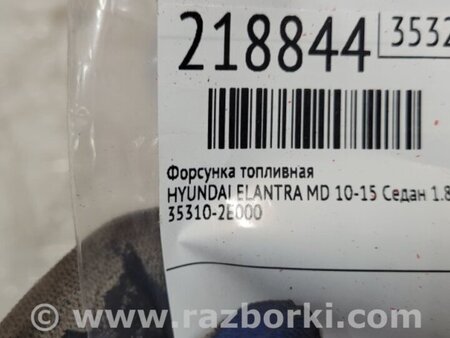 218844 3532
Форсунка топливная
HYUNDAI ELANTRA MD 10-15 Седан 1.8
35310-2E000
www.razborki.com